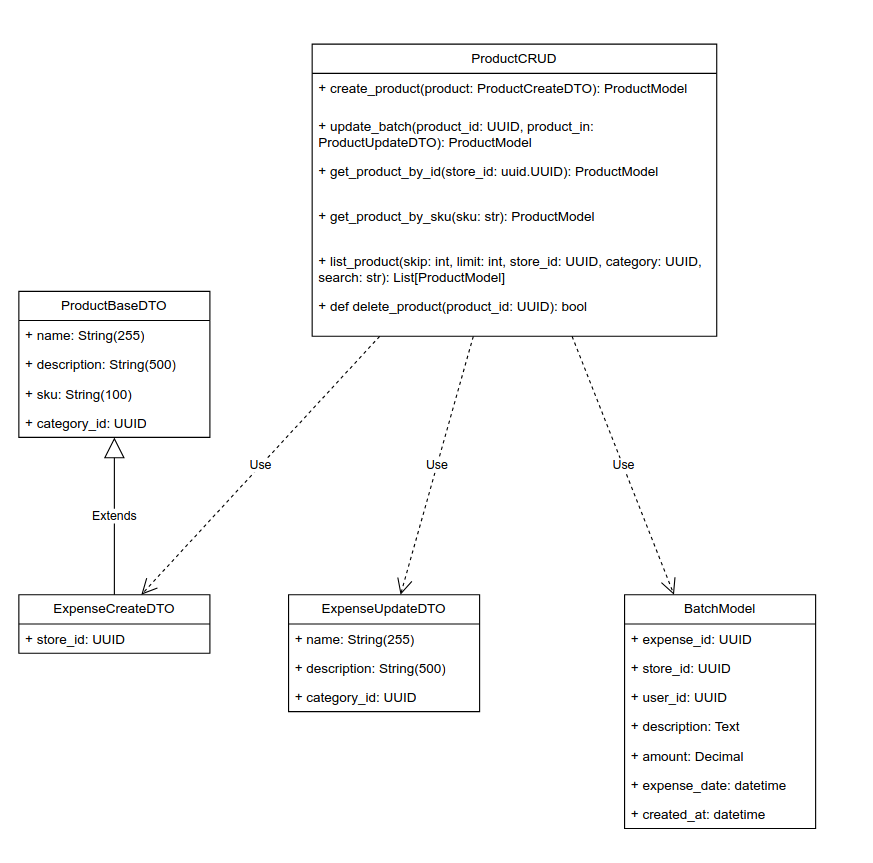 ProductCRUD
+ create_product(product: ProductCreateDTO): ProductModel
+ update_batch(product_id: UUID, product_in:
ProductUpdateDTO): ProductModel
+ get_product_by_id(store_id: uuid.UUID): ProductModel
+ get_product_by_sku(sku: str): ProductModel
+ list_product(skip: int, limit: int, store_id: UUID, category: UUID,
search: str): List[ProductModel]
+ def delete_product(product_id: UUID): bool
ProductBaseDTO
+ name: String(255)
+ description: String(500)
+ sku: String(100)
+ category_id: UUID
Use
Use
Use
Extends
ExpenseCreateDTO
+ store_id: UUID
ExpenseUpdateDTO
+ name: String(255)
+ description: String(500)
+ category_id: UUID
BatchModel
+ expense_id: UUID
+ store_id: UUID
+ user_id: UUID
+ description: Text
+ amount: Decimal
+ expense_date: datetime
+ created_at: datetime